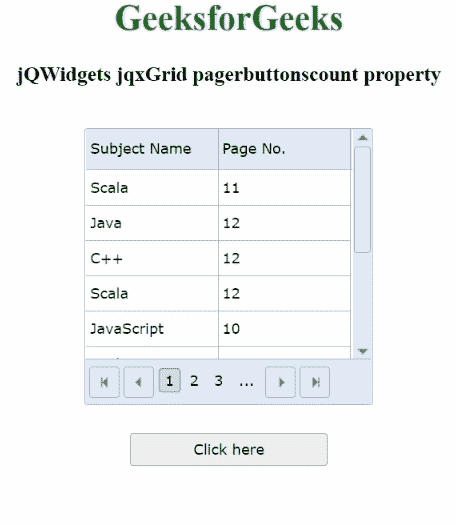 GeeksforGeeks
jQWidgets jqxGrid pagerbuttonscount property
Subject Name Page No.
Scala 11
Java 12
C++ 12
Scala 12
JavaScript 10
1 2 3 ...
Click here